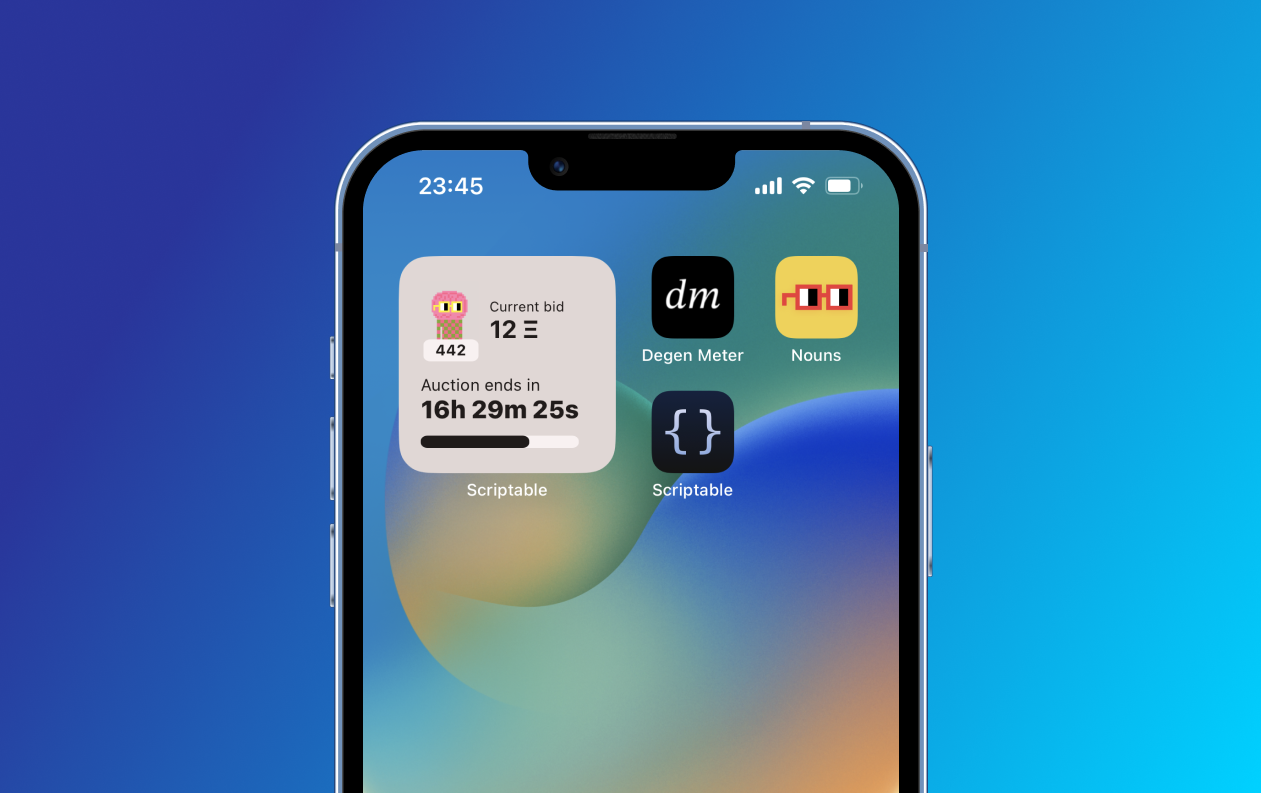 23:45
Current bid
12 Ξ
442
Auction ends in
16h 29m 25s
Scriptable
dm
Degen Meter
Nouns
{}
Scriptable